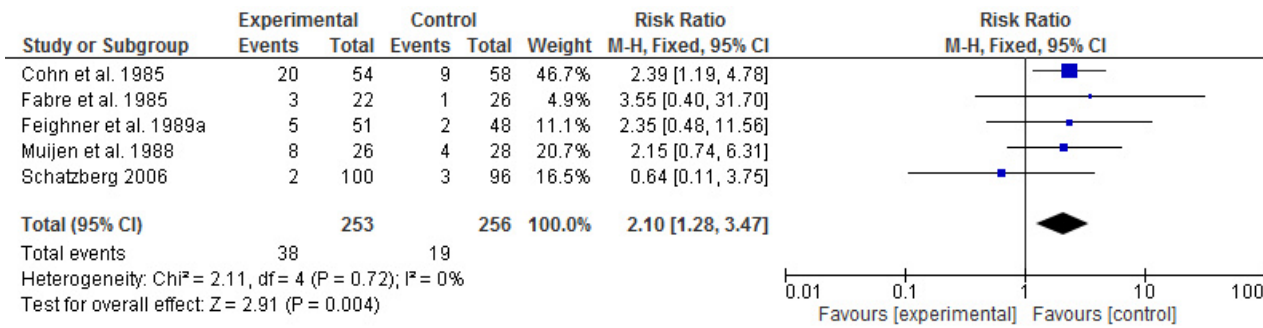 Experimental Control Risk Ratio Risk Ratio
Study or Subgroup Events Total Events Total Weight M-H, Fixed, 95% CI M-H, Fixed, 95% CI
Cohn et al. 1985 20 54 9 58 46.7% 2.39 [1.19, 4.78]
Fabre et al. 1985 3 22 1 26 4.9% 3.55 [0.40, 31.70]
Feighner et al. 1989a 5 51 2 48 11.1% 2.35 [0.48, 11.56]
Muijen et al. 1988 8 26 4 28 20.7% 2.15 [0.74, 6.31]
Schatzberg 2006 2 100 3 96 16.5% 0.64 [0.11, 3.75]
Total (95% CI) 253 256 100.0% 2.10 [1.28, 3.47]
Total events 38 19
Heterogeneity: Chi² = 2.11, df = 4 (P = 0.72); I² = 0%
Test for overall effect: Z = 2.91 (P = 0.004)
0.01 0.1 1 10 100
Favours [experimental] Favours [control]